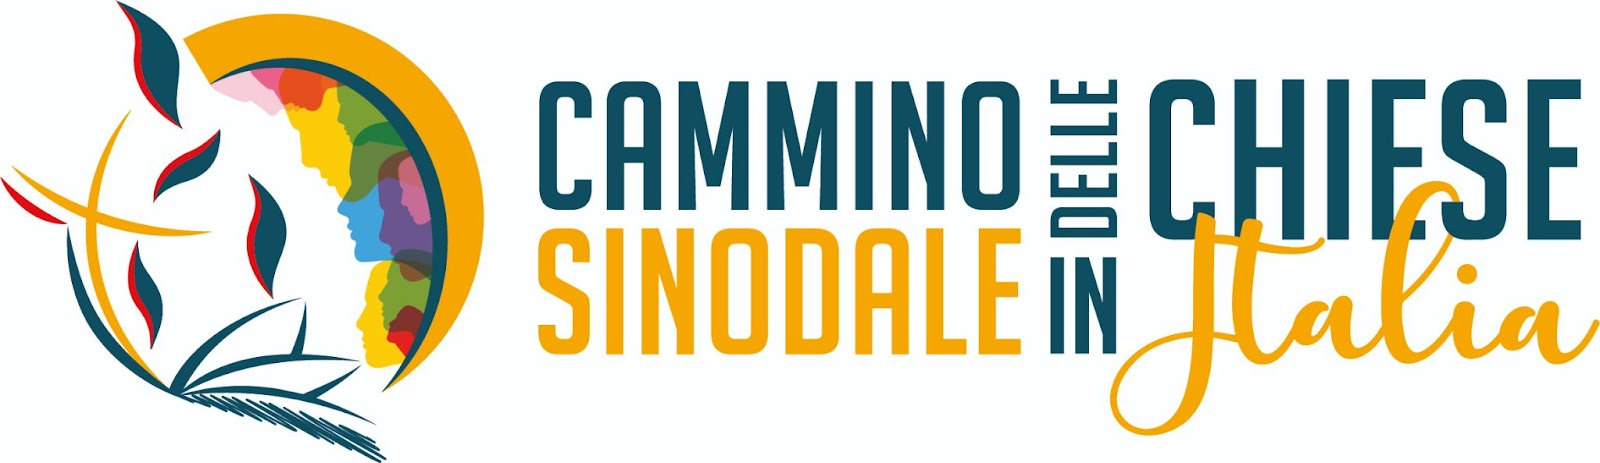 CAMMINO
SINODALE
DELLE
IN
CHIESE
Italia